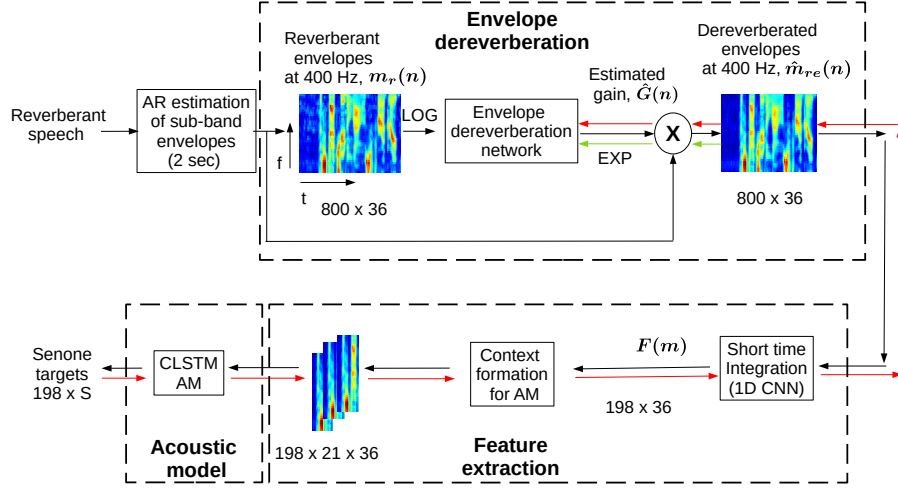 Envelope
dereverberation
Reverberant
envelopes
at 400 Hz, m_r(n)
Dereverberated
envelopes
at 400 Hz, m̂_re(n)
Estimated
gain, Ĝ(n)
Reverberant
speech
AR estimation
of sub-band
envelopes
(2 sec)
LOG
Envelope
dereverberation
network
X
EXP
f
t
800 x 36
800 x 36
Senone
targets
198 x S
CLSTM
AM
Context
formation
for AM
F(m)
Short time
Integration
(1D CNN)
198 x 36
198 x 21 x 36
Acoustic
model
Feature
extraction